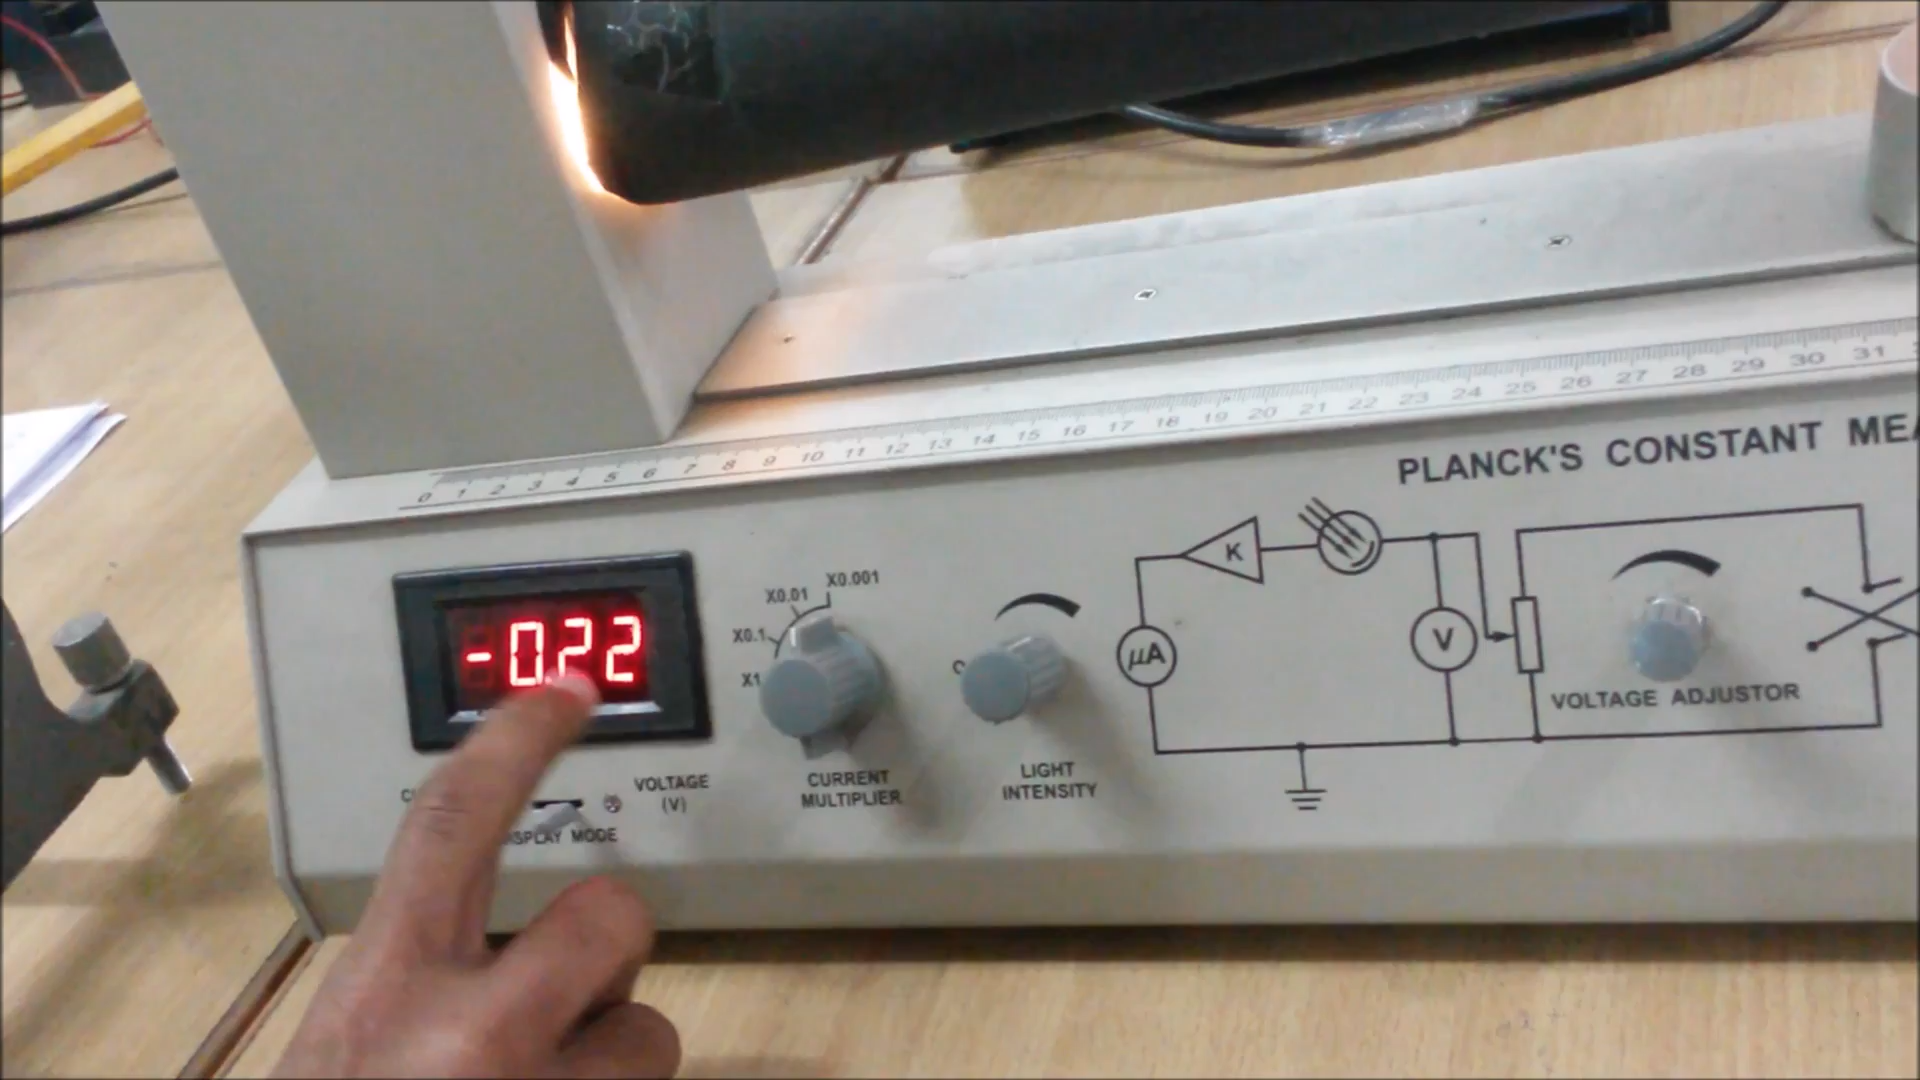 0 1 2 3 4 5 6 7 8 9 10 11 12 13 14 15 16 17 18 19 20 21 22 23 24 25 26 27 28 29 30 31
PLANCK'S CONSTANT
-0.22
X0.001
X0.01
X0.1
X1
K
μA
V
VOLTAGE ADJUSTOR
VOLTAGE
(V)
CURRENT
MULTIPLIER
LIGHT
INTENSITY
MODE